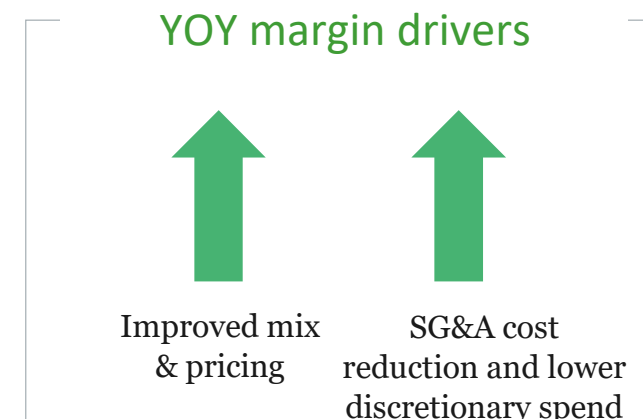 YOY margin drivers
Improved mix
& pricing
SG&A cost
reduction and lower
discretionary spend